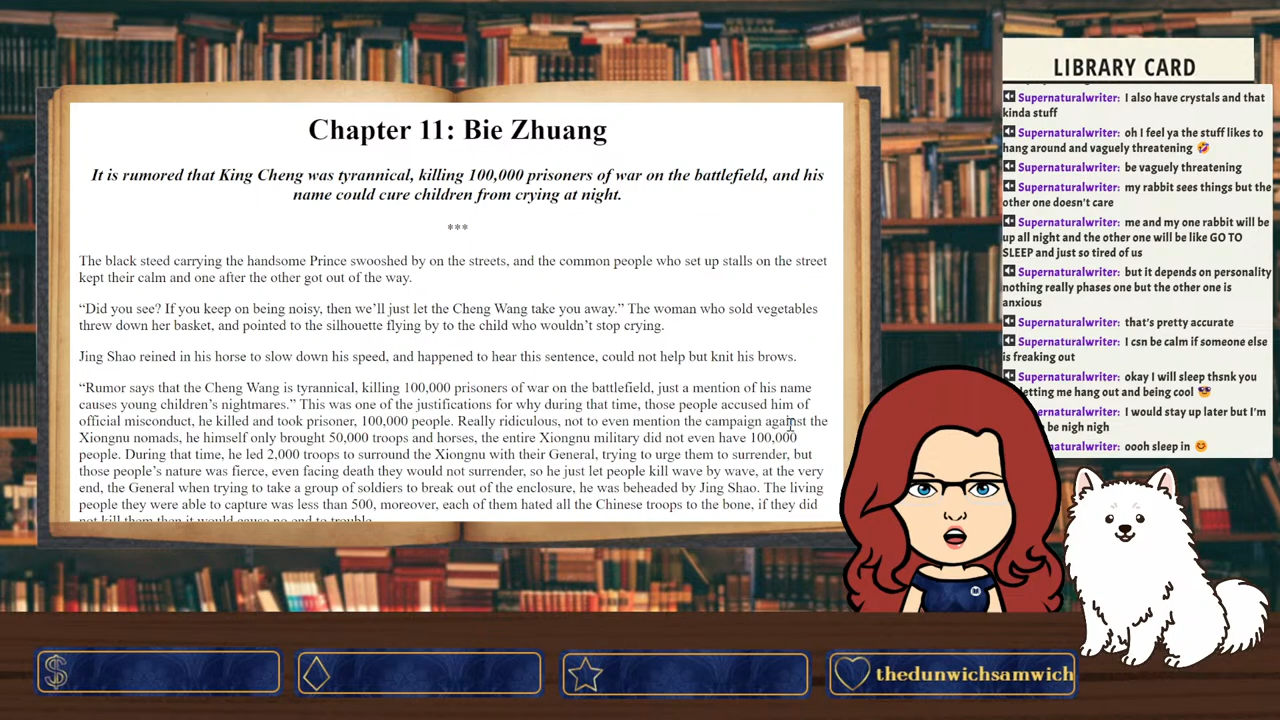 Chapter 11: Bie Zhuang
It is rumored that King Cheng was tyrannical, killing 100,000 prisoners of war on the battlefield, and his
name could cure children from crying at night.
***
The black steed carrying the handsome Prince swooshed by on the streets, and the common people who set up stalls on the street
kept their calm and one after the other got out of the way.
“Did you see? If you keep on being noisy, then we’ll just let the Cheng Wang take you away.” The woman who sold vegetables
threw down her basket, and pointed to the silhouette flying by to the child who wouldn’t stop crying.
Jing Shao reined in his horse to slow down his speed, and happened to hear this sentence, could not help but knit his brows.
“Rumor says that the Cheng Wang is tyrannical, killing 100,000 prisoners of war on the battlefield, just a mention of his name
causes young children’s nightmares.” This was one of the justifications for why during that time, those people accused him of
official misconduct, he killed and took prisoner, 100,000 people. Really ridiculous, not to even mention the campaign against the
Xiongnu nomads, he himself only brought 50,000 troops and horses, the entire Xiongnu military did not even have 100,000
people. During that time, he led 2,000 troops towards enclosed Xiongnu with their General, trying to urge them to surrender, but
those people’s nature was fierce, even facing death they would not surrender, so he just let people kill wave by wave, at the very
end, the General when trying to take a group of soldiers to break out of the enclosure, he was beheaded by Jing Shao. The living
people they were able to capture was less than 500, moreover, each of them hated all the Chinese troops to the bone, if they did
not kill them then it would cause no end to trouble
LIBRARY CARD
Supernaturalwriter: I also have crystals and that
kinda stuff
Supernaturalwriter: oh I feel ya the stuff likes to
hang around and vaguely threatening 🤣
Supernaturalwriter: be vaguely threatening
Supernaturalwriter: my rabbit sees things but the
other one doesn't care
Supernaturalwriter: me and my one rabbit will be
up all night and the other one will be like GO TO
SLEEP and just so tired of us
Supernaturalwriter: but it depends on personality
nothing really phases one but the other one is
anxious
Supernaturalwriter: that's pretty accurate
Supernaturalwriter: I csn be calm if someone else
is freaking out
Supernaturalwriter: okay I will sleep thsnk you
letting me hang out and being cool 😎
Supernaturalwriter: I would stay up later but I'm
be nigh nigh
Supernaturalwriter: oooh sleep in 😊
M
thedunwichsamwich